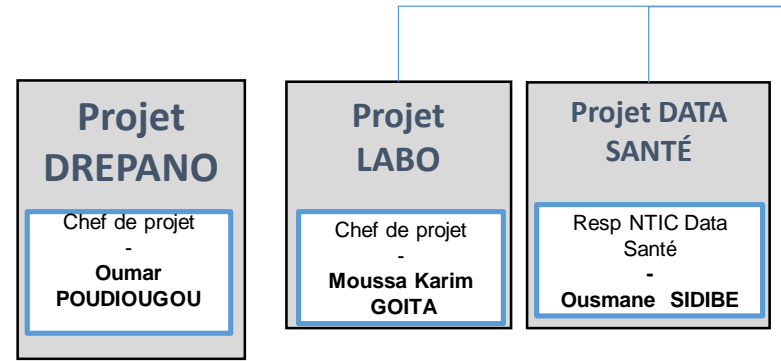 Projet
DREPANO
Chef de projet
-
Oumar
POUDIOUGOU
Projet
LABO
Chef de projet
-
Moussa Karim
GOITA
Projet DATA
SANTÉ
Resp NTIC Data
Santé
-
Ousmane SIDIBE